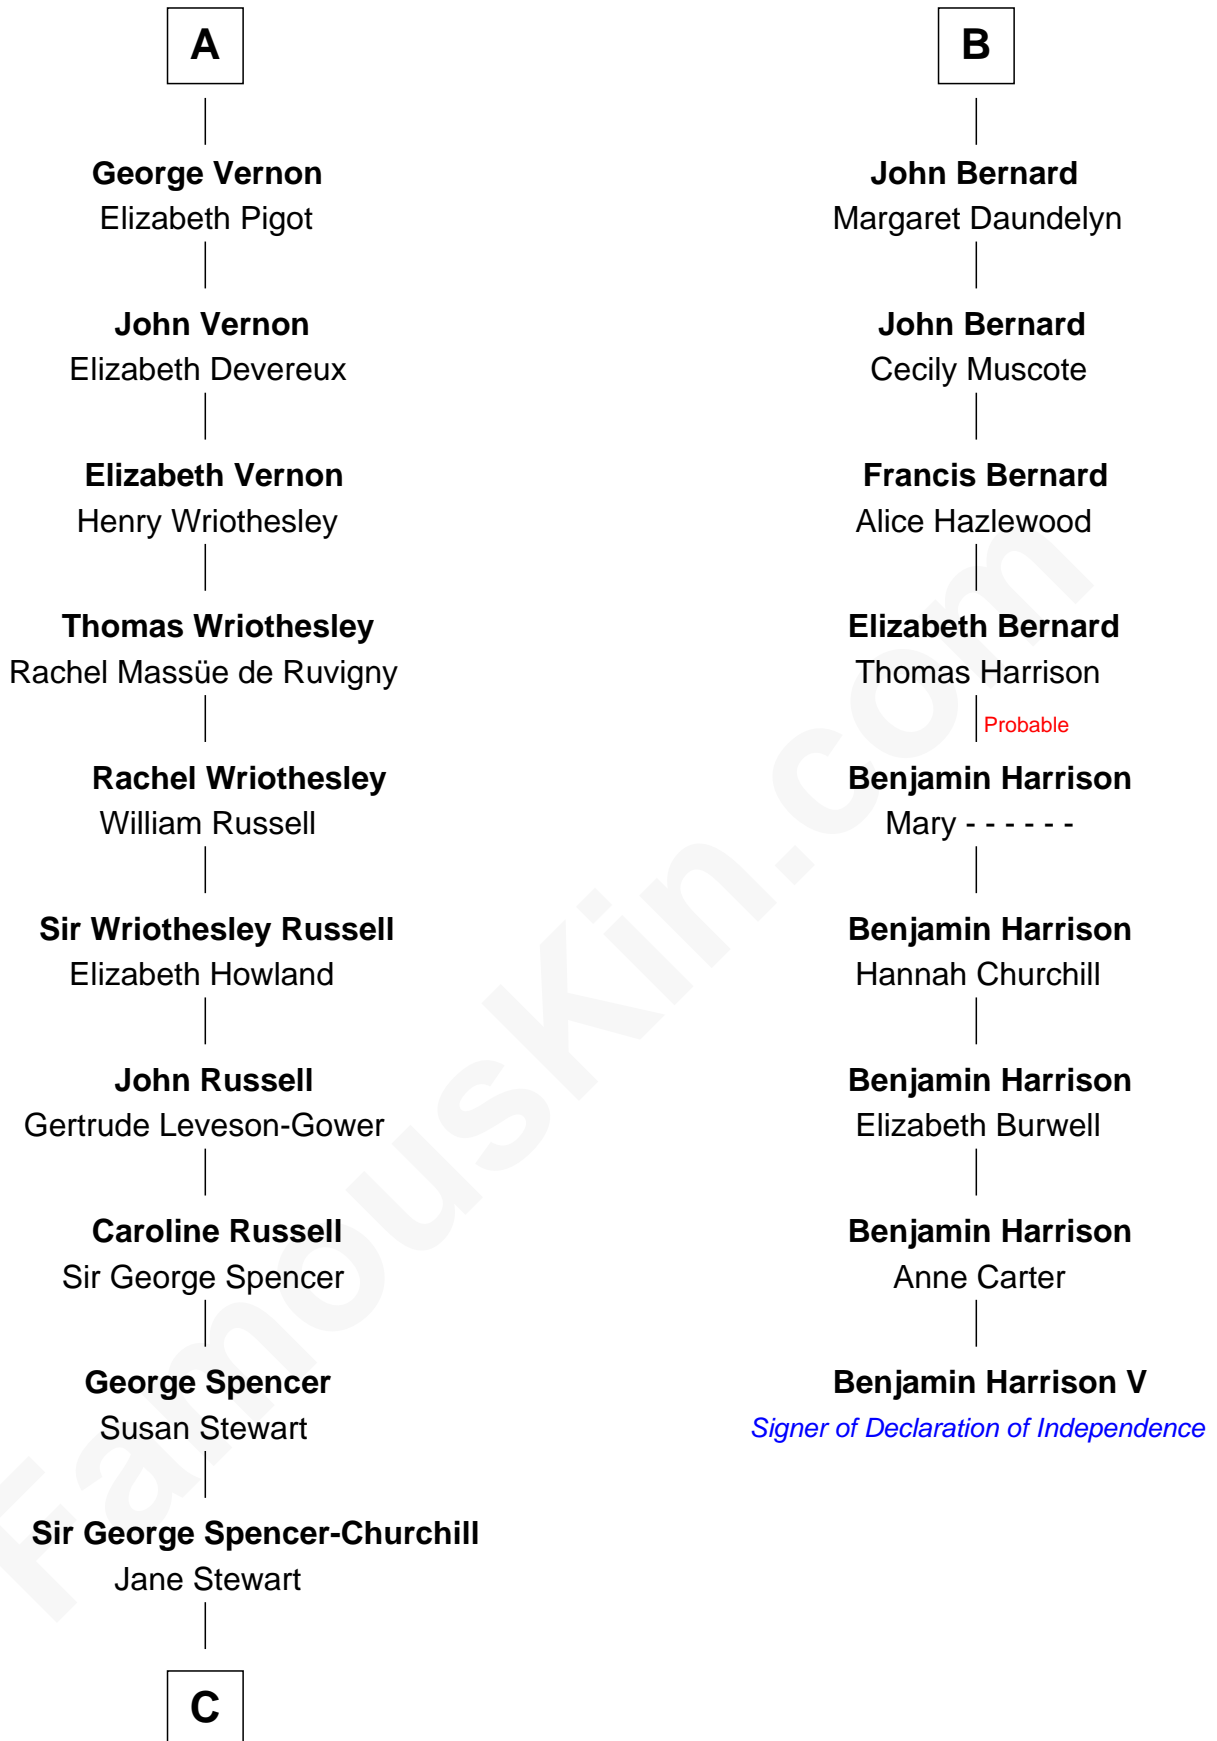 A
George Vernon
Elizabeth Pigot
John Vernon
Elizabeth Devereux
Elizabeth Vernon
Henry Wriothesley
Thomas Wriothesley
Rachel Massüe de Ruvigny
Rachel Wriothesley
William Russell
Sir Wriothesley Russell
Elizabeth Howland
John Russell
Gertrude Leveson-Gower
Caroline Russell
Sir George Spencer
George Spencer
Susan Stewart
Sir George Spencer-Churchill
Jane Stewart
C
B
John Bernard
Margaret Daundelyn
John Bernard
Cecily Muscote
Francis Bernard
Alice Hazlewood
Elizabeth Bernard
Thomas Harrison
Probable
Benjamin Harrison
Mary - - - - - -
Benjamin Harrison
Hannah Churchill
Benjamin Harrison
Elizabeth Burwell
Benjamin Harrison
Anne Carter
Benjamin Harrison V
Signer of Declaration of Independence
FamousKin.com